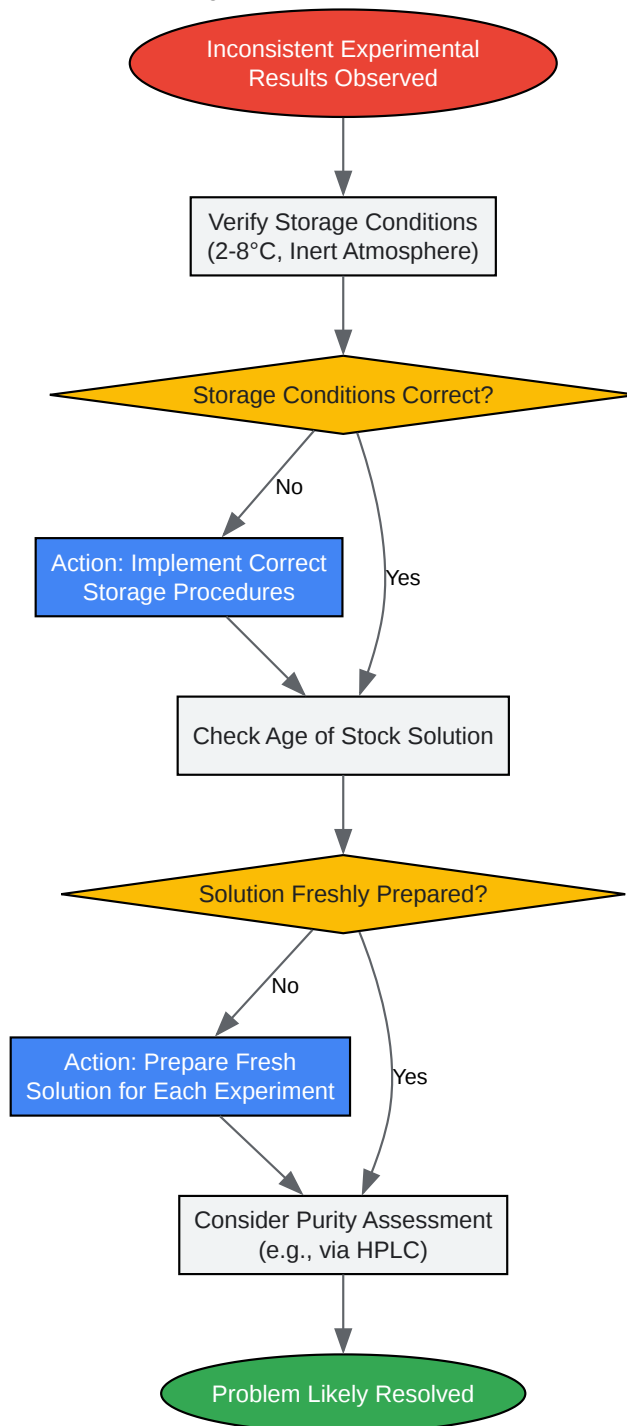 Inconsistent Experimental
Results Observed
Verify Storage Conditions
(2-8°C, Inert Atmosphere)
Storage Conditions Correct?
No
Action: Implement Correct
Storage Procedures
Yes
Check Age of Stock Solution
Solution Freshly Prepared?
No
Action: Prepare Fresh
Solution for Each Experiment
Yes
Consider Purity Assessment
(e.g., via HPLC)
Problem Likely Resolved